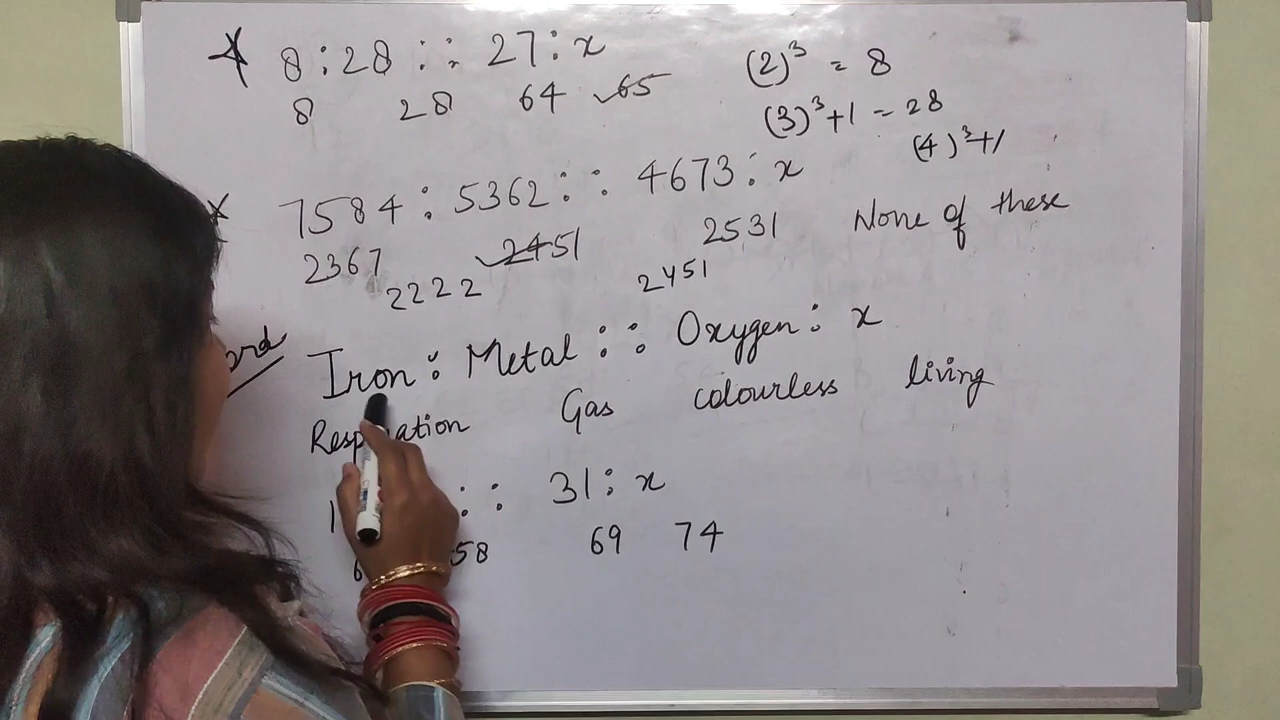 8 : 28 :: 27 : x
(2)³ = 8
8 28 64 ✓65
(3)³+1 = 28
(4)³+1
7584 : 5362 :: 4673 : x
2367 2222 ✓2451 2451 2531 None of these
Iron : Metal :: Oxygen : x
Gas colourless living
:: 31 : x
58 69 74